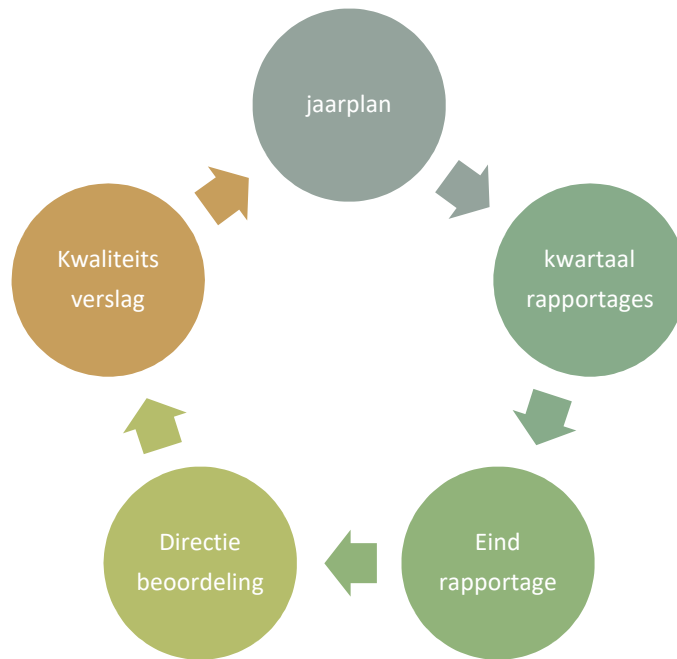 jaarplan
kwartaal
rapportages
Eind
rapportage
Directie
beoordeling
Kwaliteits
verslag